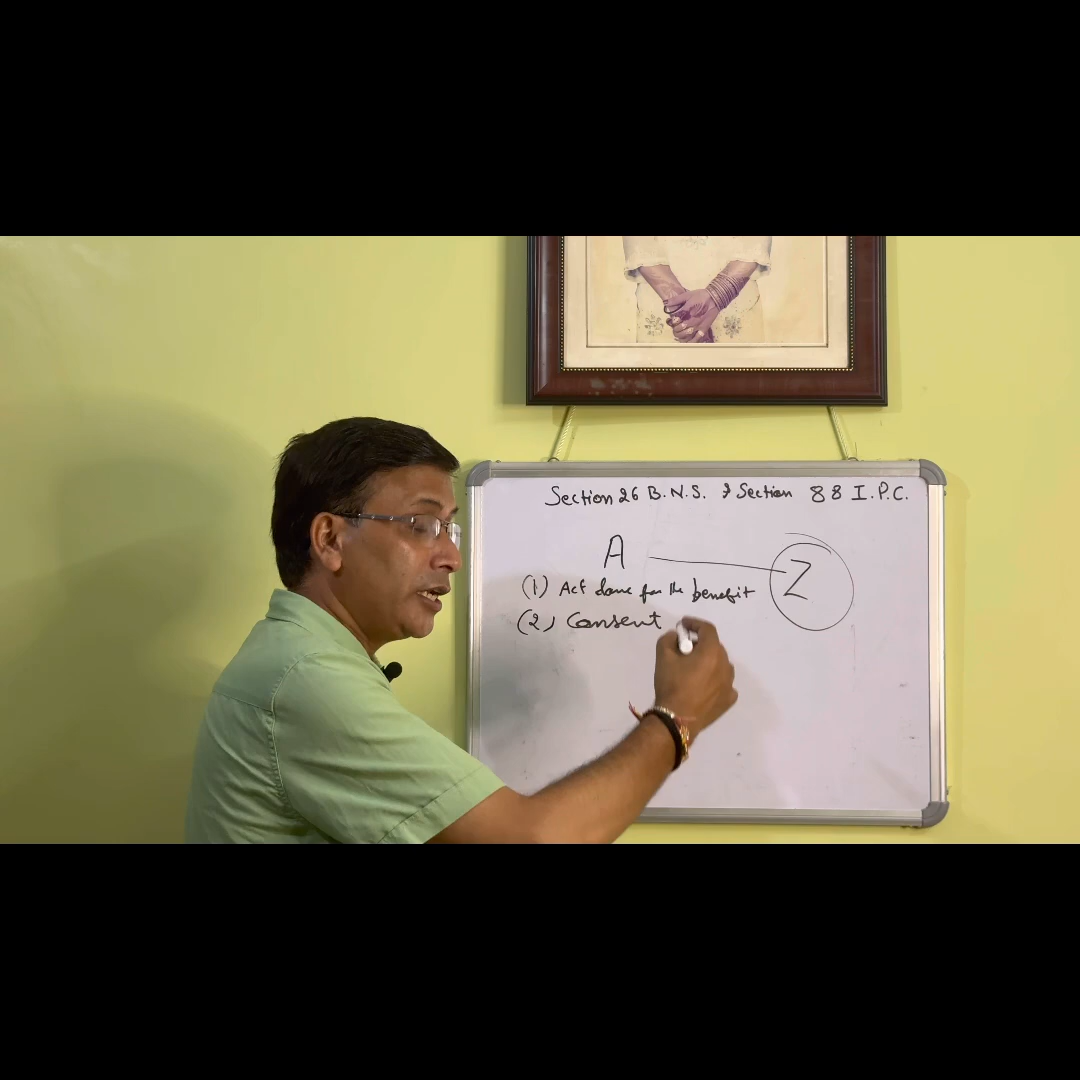 Section 26 B.N.S. & Section 88 I.P.C.
A Z
(1) Act done for the benefit
(2) Consent